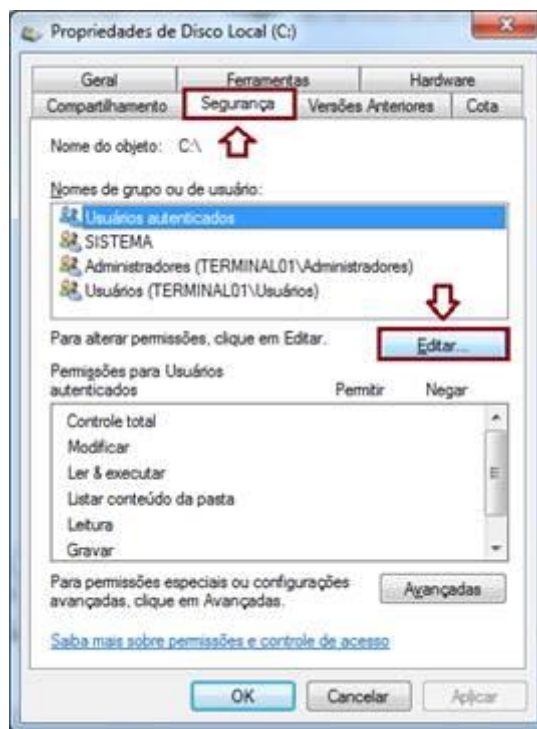 Propriedades de Disco Local (C:)
Geral Ferramentas Hardware
Compartilhamento Segurança Versões Anteriores Cota
Nome do objeto: C:\
Nomes de grupo ou de usuário:
Usuários autenticados
SISTEMA
Administradores (TERMINAL01\Administradores)
Usuários (TERMINAL01\Usuários)
Para alterar permissões, clique em Editar. Editar...
Permissões para Usuários
autenticados Permitir Negar
Controle total
Modificar
Ler & executar
Listar conteúdo da pasta
Leitura
Gravar
Para permissões especiais ou configurações
avançadas, clique em Avançadas. Avançadas
Saiba mais sobre permissões e controle de acesso
OK Cancelar Aplicar